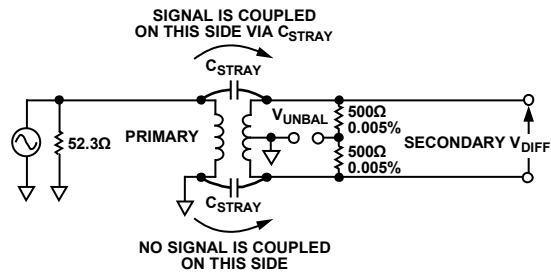 SIGNAL IS COUPLED
ON THIS SIDE VIA CSTRAY
CSTRAY
VUNBAL
500Ω
0.005%
52.3Ω
PRIMARY
SECONDARY VDIFF
500Ω
0.005%
CSTRAY
NO SIGNAL IS COUPLED
ON THIS SIDE